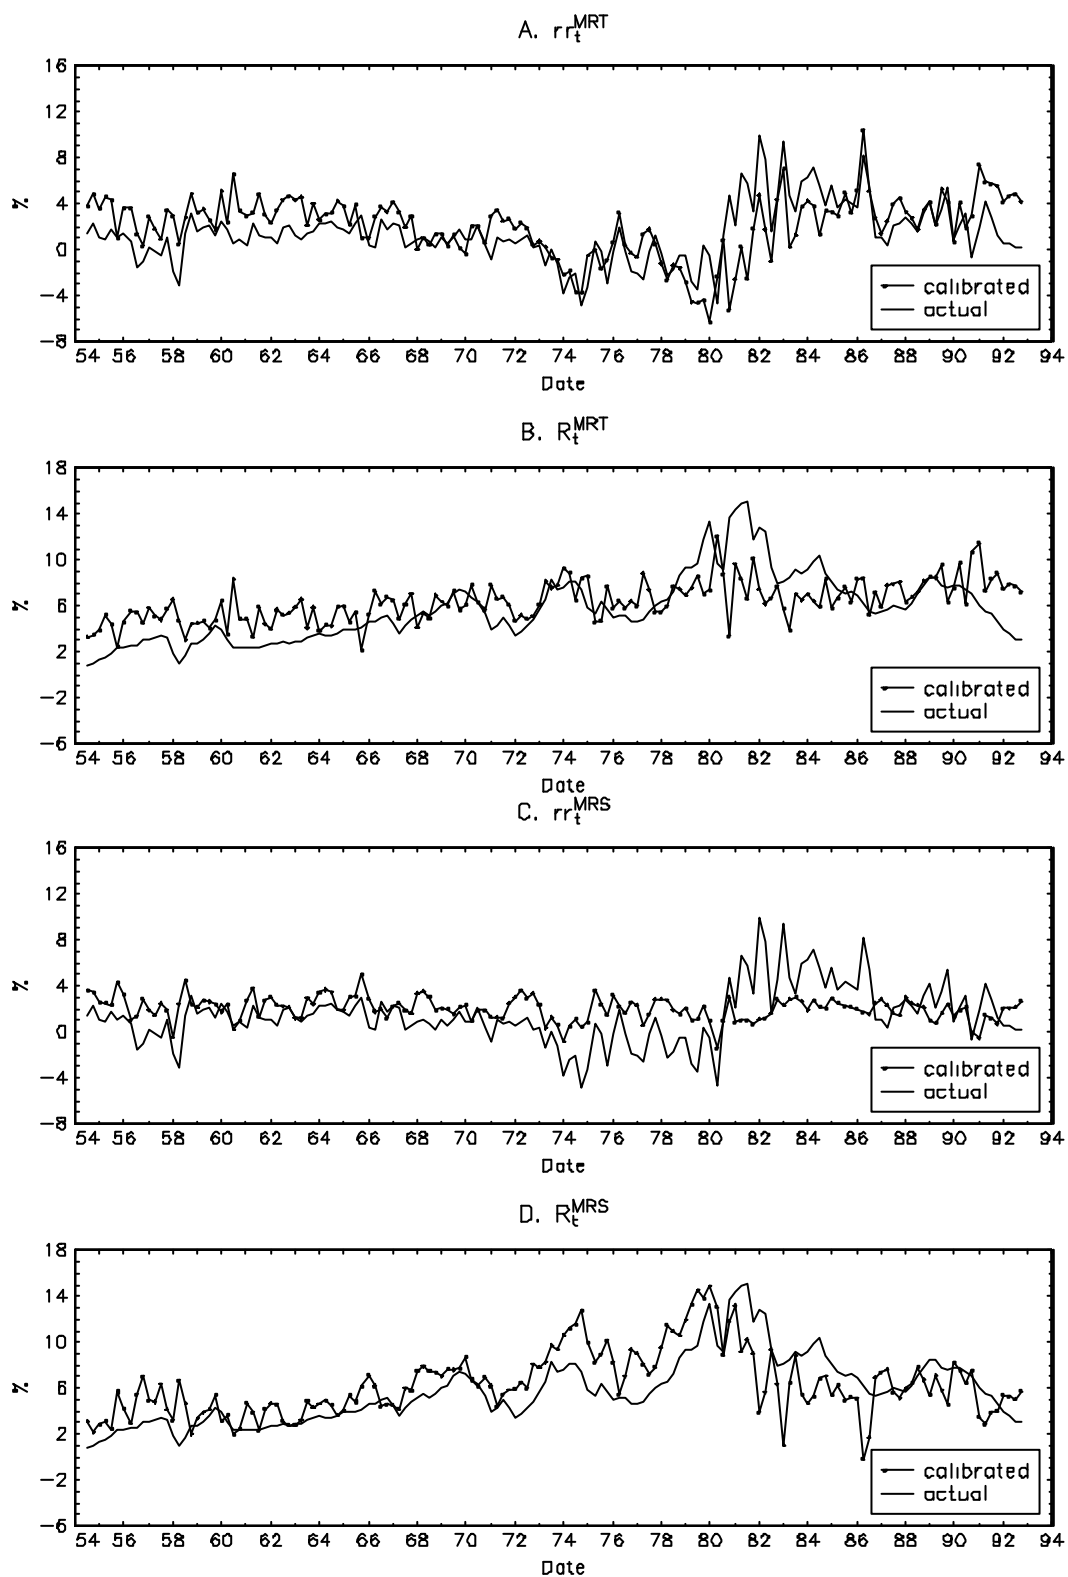 A. rr_t^MRT
16
12
8
4
0
−4
−8
%
calibrated
actual
54 56 58 60 62 64 66 68 70 72 74 76 78 80 82 84 86 88 90 92 94
Date
B. R_t^MRT
18
14
10
6
2
−2
−6
%
calibrated
actual
54 56 58 60 62 64 66 68 70 72 74 76 78 80 82 84 86 88 90 92 94
Date
C. rr_t^MRS
16
12
8
4
0
−4
−8
%
calibrated
actual
54 56 58 60 62 64 66 68 70 72 74 76 78 80 82 84 86 88 90 92 94
Date
D. R_t^MRS
18
14
10
6
2
−2
−6
%
calibrated
actual
54 56 58 60 62 64 66 68 70 72 74 76 78 80 82 84 86 88 90 92 94
Date